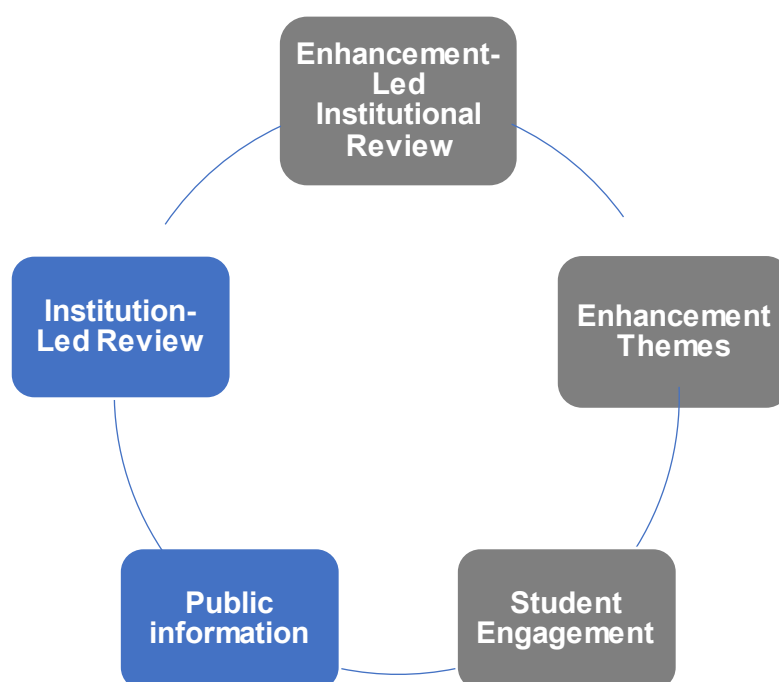 Enhancement-
Led
Institutional
Review
Institution-
Led Review
Enhancement
Themes
Public
information
Student
Engagement